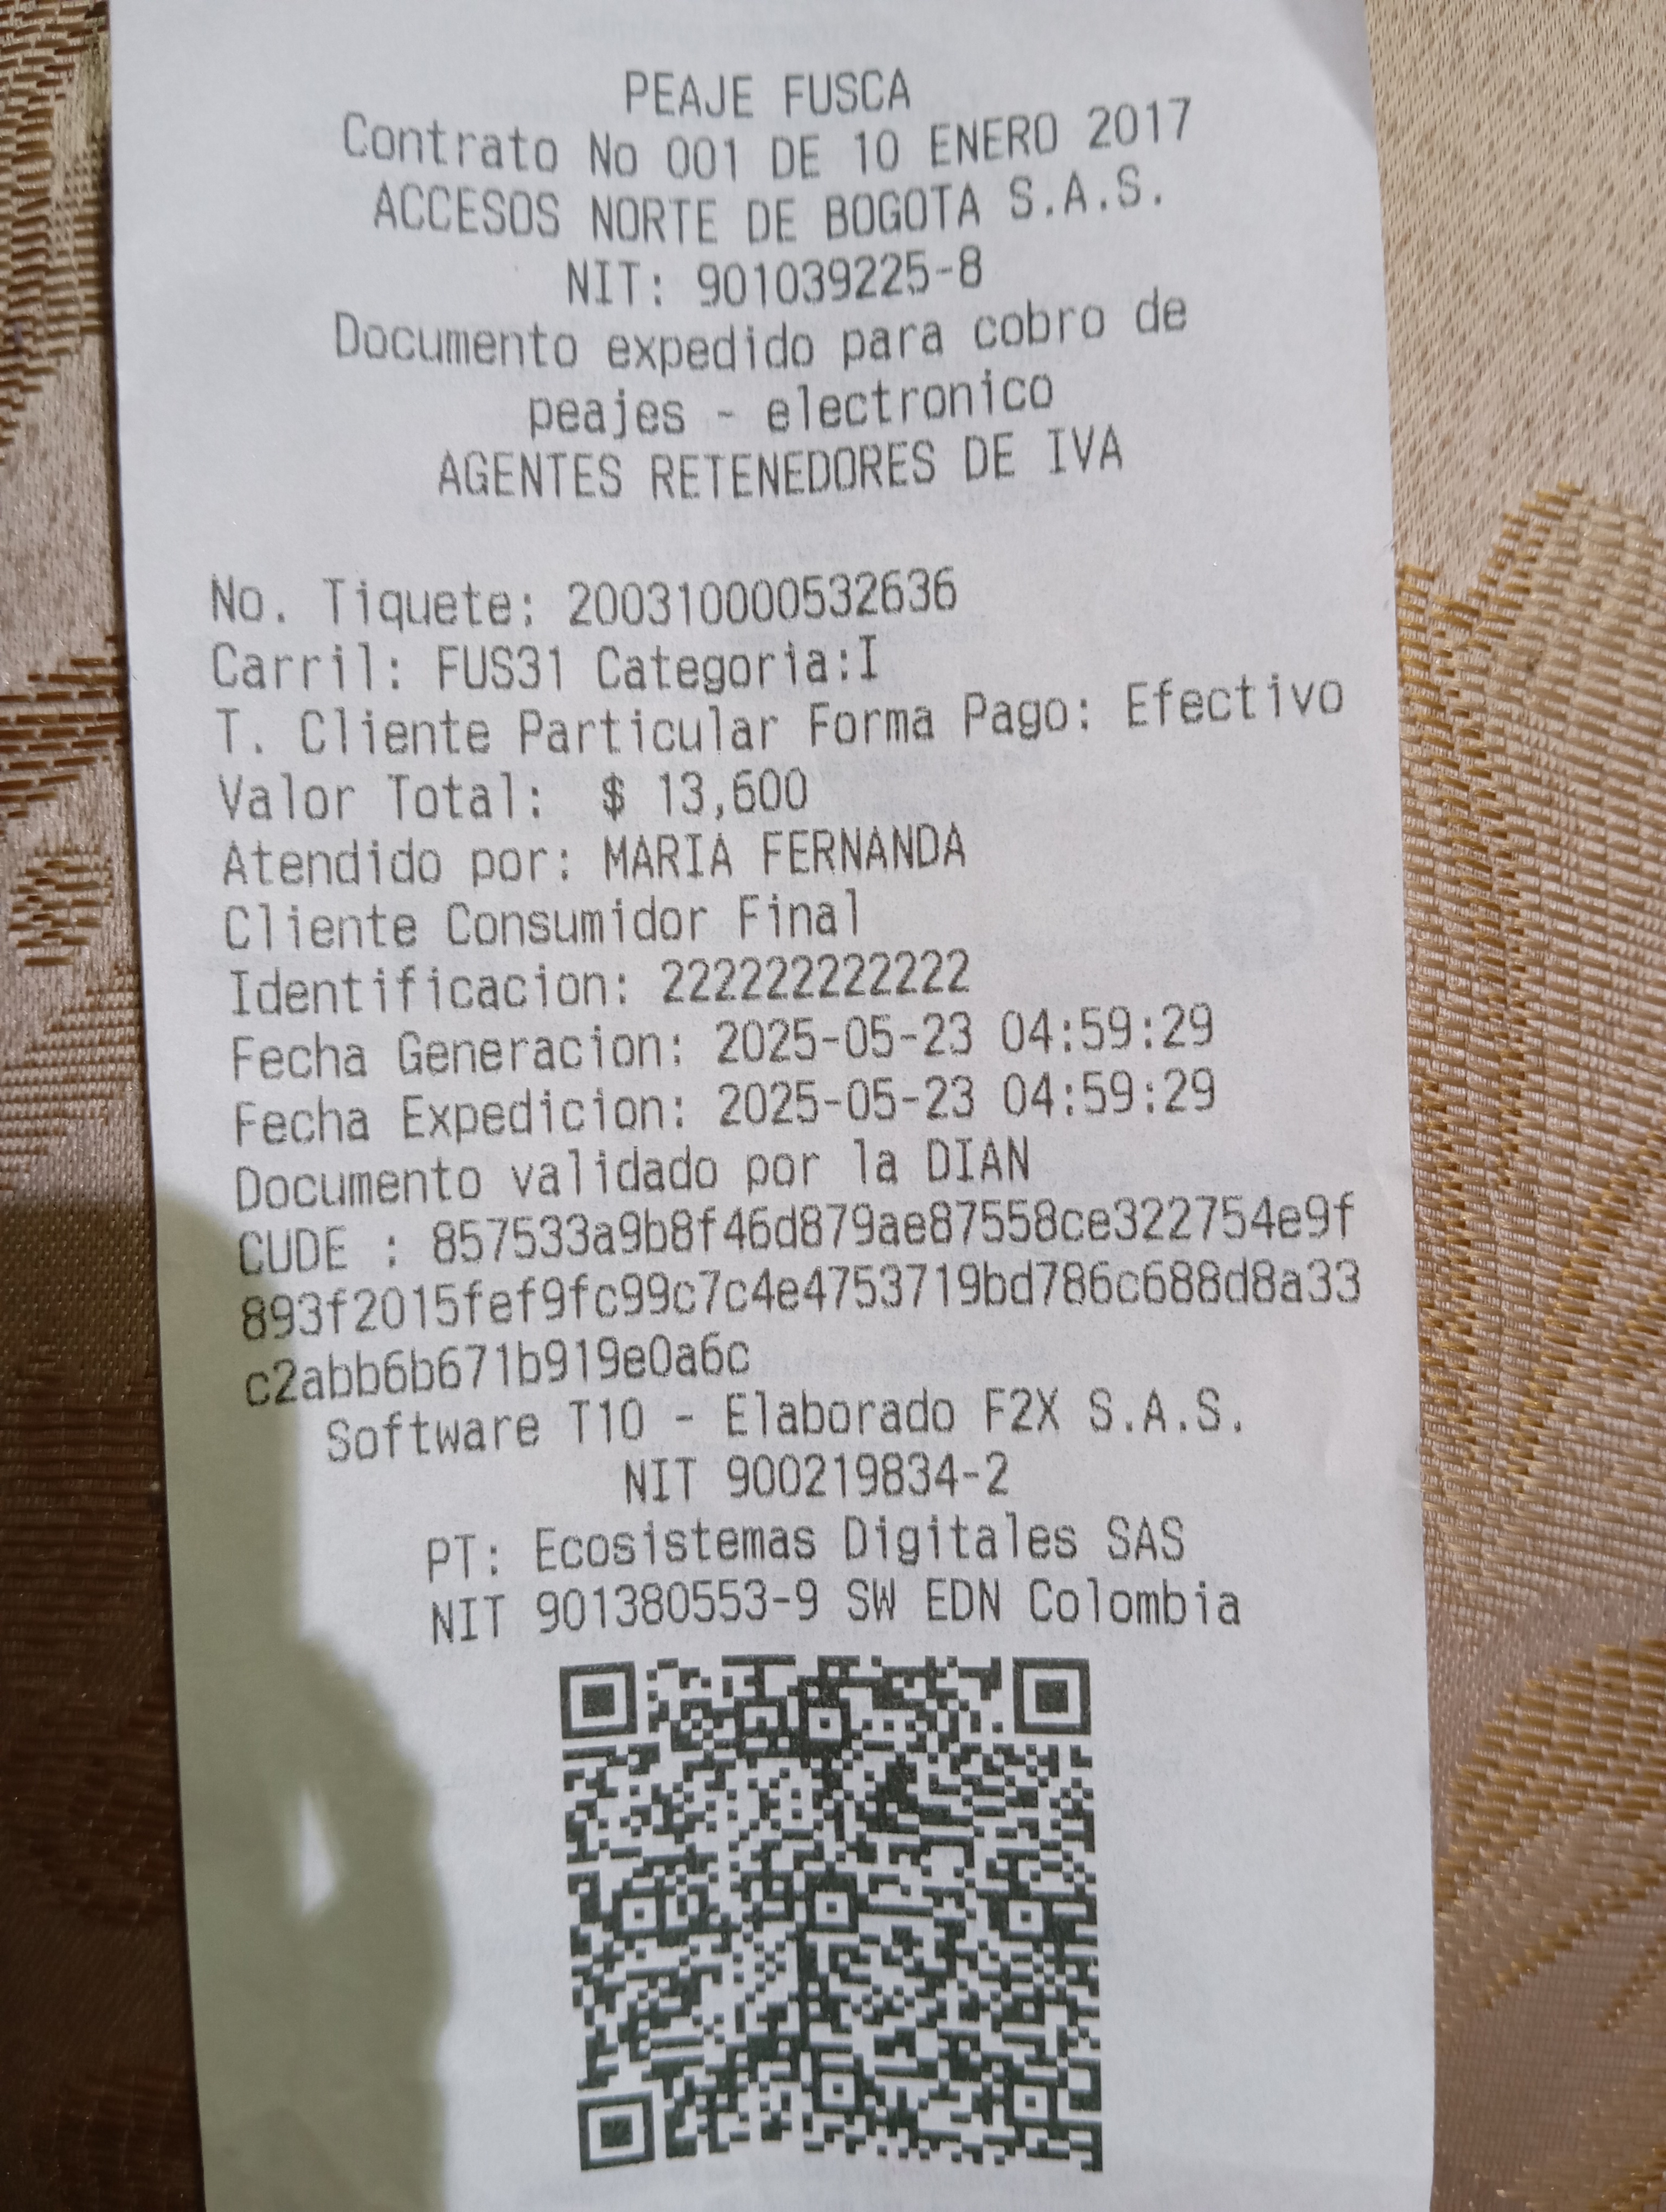 PEAJE FUSCA
Contrato No 001 DE 10 ENERO 2017
ACCESOS NORTE DE BOGOTA S.A.S.
NIT: 901039225-8
Documento expedido para cobro de
peajes - electronico
AGENTES RETENEDORES DE IVA
No. Tiquete: 200310000532636
Carril: FUS31 Categoria:I
T. Cliente Particular Forma Pago: Efectivo
Valor Total: $ 13,600
Atendido por: MARIA FERNANDA
Cliente Consumidor Final
Identificacion: 222222222222
Fecha Generacion: 2025-05-23 04:59:29
Fecha Expedicion: 2025-05-23 04:59:29
Documento validado por la DIAN
CUDE : 857533a9b8f46d879ae87558ce322754e9f
893f2015fef9fc99c7c4e4753719bd786c688d8a33
c2abb6b671b919e0a6c
Software T10 - Elaborado F2X S.A.S.
NIT 900219834-2
PT: Ecosistemas Digitales SAS
NIT 901380553-9 SW EDN Colombia